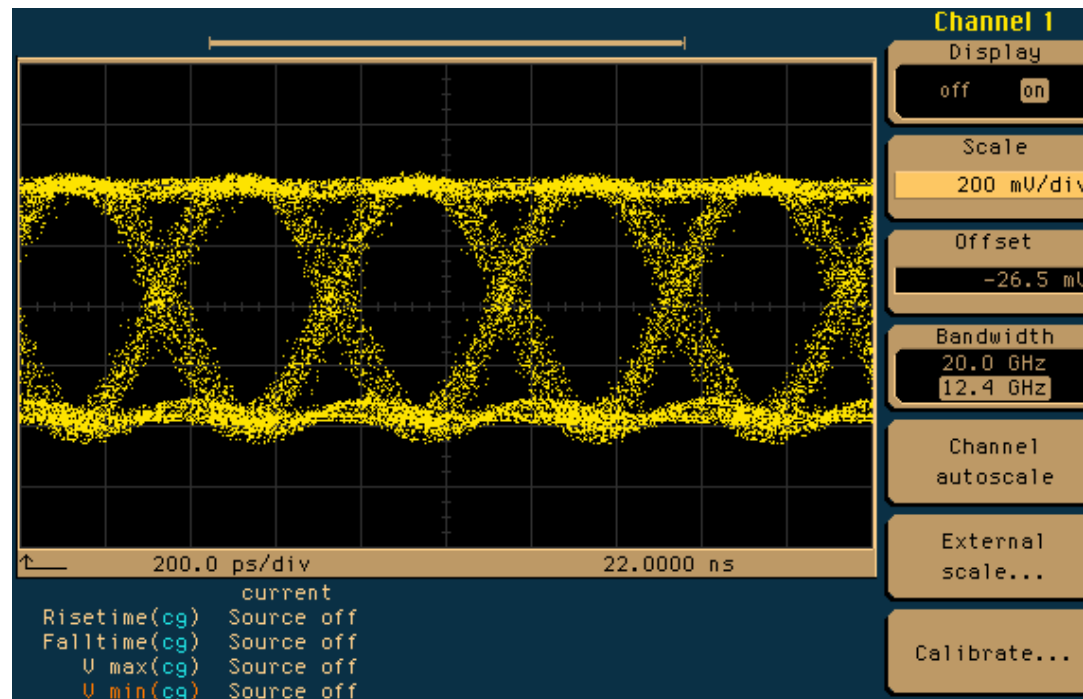 Channel 1
Display
off on
Scale
200 mV/div
Offset
-26.5 mV
Bandwidth
20.0 GHz
12.4 GHz
Channel
autoscale
External
scale...
Calibrate...
200.0 ps/div 22.0000 ns
current
Risetime(cg) Source off
Falltime(cg) Source off
V max(cg) Source off
V min(cg) Source off